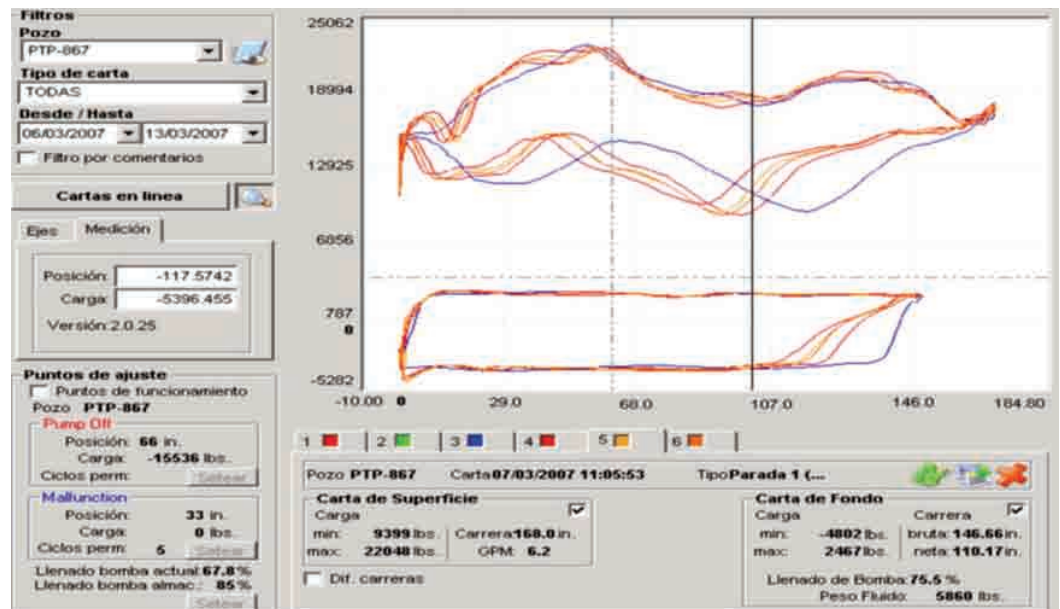 Filtros
Pozo
PTP-867
Tipo de carta
TODAS
Desde / Hasta
06/03/2007 13/03/2007
Filtro por comentarios
Cartas en linea
Ejes Medición
Posición: -117.5742
Carga: -5396.455
Versión:2.0.25
Puntos de ajuste
Puntos de funcionamiento
Pozo PTP-867
Pump Off
Posición: 66 in.
Carga: -15536 lbs.
Ciclos perm: Setear
Malfunction
Posición: 33 in.
Carga: 0 lbs.
Ciclos perm: 5 Setear
Llenado bomba actual: 67.8 %
Llenado bomba almac.: 85 %
Setear
25062
18994
12925
6856
787
0
-5282
-10.00 0 29.0 68.0 107.0 146.0 184.80
1 2 3 4 5 6
Pozo PTP-867 Carta 07/03/2007 11:05:53 Tipo Parada 1 (...
Carta de Superficie
Carga
min: 9399 lbs. Carrera: 168.0 in.
max: 22048 lbs. GPM: 6.2
Dif. carreras
Carta de Fondo
Carga Carrera
min: -4802 lbs. bruta: 146.66 in.
max: 2467 lbs. neta: 110.17 in.
Llenado de Bomba: 75.5 %
Peso Fluido: 5860 lbs.